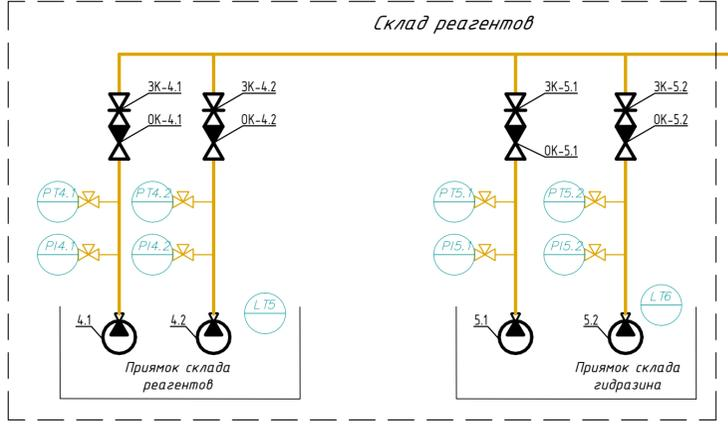 Склад реагентов
ЗК-4.1
ЗК-4.2
ЗК-5.1
ЗК-5.2
ОК-4.1
ОК-4.2
ОК-5.1
ОК-5.2
PT4.1
PT4.2
PT5.1
PT5.2
PI4.1
PI4.2
PI5.1
PI5.2
LT5
LT6
4.1
4.2
5.1
5.2
Приямок склада
реагентов
Приямок склада
гидразина